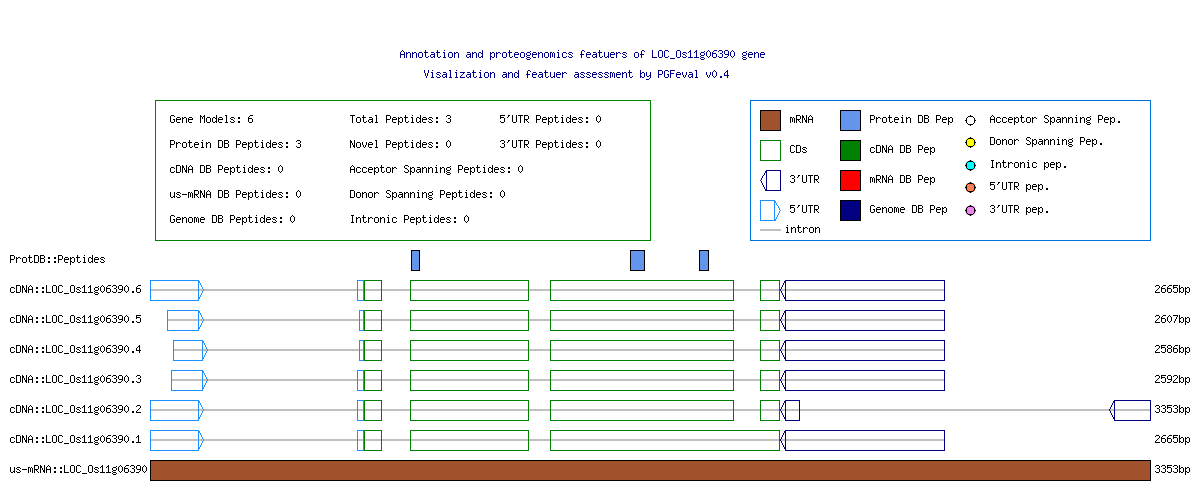 Annotation and proteogenomics featuers of LOC_Os11g06390 gene
Visalization and featuer assessment by PGFeval v0.4
Gene Models: 6 Total Peptides: 3 5'UTR Peptides: 0
Protein DB Peptides: 3 Novel Peptides: 0 3'UTR Peptides: 0
cDNA DB Peptides: 0 Acceptor Spanning Peptides: 0
us-mRNA DB Peptides: 0 Donor Spanning Peptides: 0
Genome DB Peptides: 0 Intronic Peptides: 0
mRNA Protein DB Pep Acceptor Spanning Pep.
CDs cDNA DB Pep Donor Spanning Pep.
3'UTR mRNA DB Pep Intronic pep.
5'UTR Genome DB Pep 5'UTR pep.
intron 3'UTR pep.
ProtDB::Peptides
cDNA::LOC_Os11g06390.6 2665bp
cDNA::LOC_Os11g06390.5 2607bp
cDNA::LOC_Os11g06390.4 2586bp
cDNA::LOC_Os11g06390.3 2592bp
cDNA::LOC_Os11g06390.2 3353bp
cDNA::LOC_Os11g06390.1 2665bp
us-mRNA::LOC_Os11g06390 3353bp